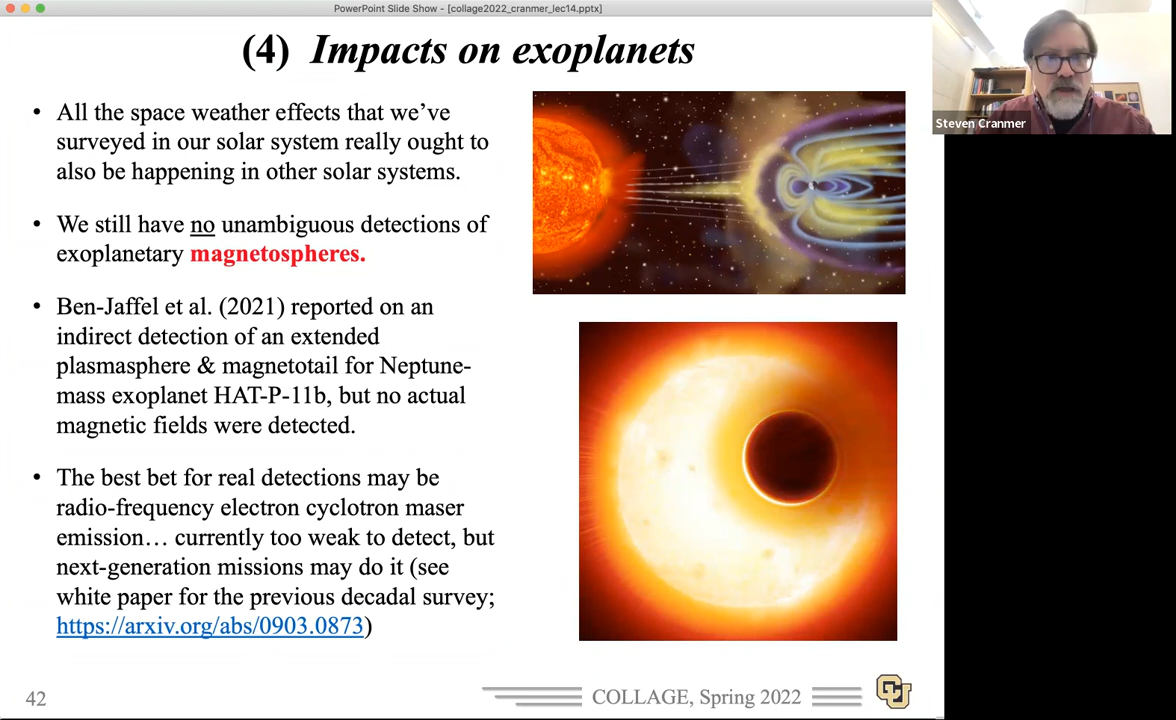 PowerPoint Slide Show - [collage2022_cranmer_lec14.pptx]
(4) Impacts on exoplanets
• All the space weather effects that we’ve
surveyed in our solar system really ought to
also be happening in other solar systems.
• We still have no unambiguous detections of
exoplanetary magnetospheres.
• Ben-Jaffel et al. (2021) reported on an
indirect detection of an extended
plasmasphere & magnetotail for Neptune-
mass exoplanet HAT-P-11b, but no actual
magnetic fields were detected.
• The best bet for real detections may be
radio-frequency electron cyclotron maser
emission… currently too weak to detect, but
next-generation missions may do it (see
white paper for the previous decadal survey;
https://arxiv.org/abs/0903.0873)
42
COLLAGE, Spring 2022
CU
Steven Cranmer